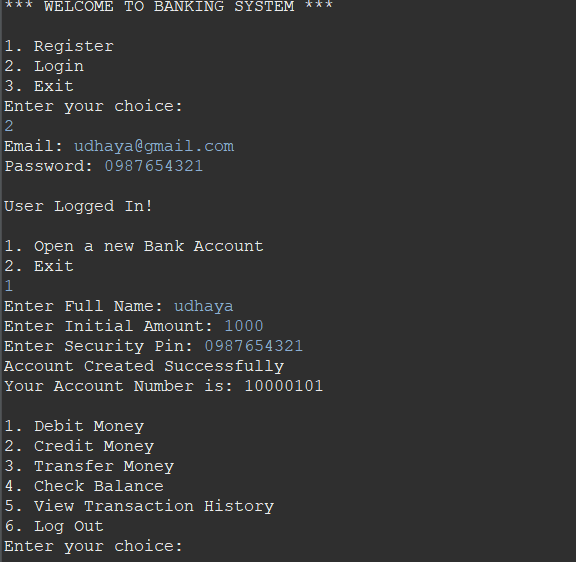 *** WELCOME TO BANKING SYSTEM ***
1. Register
2. Login
3. Exit
Enter your choice:
2
Email: udhaya@gmail.com
Password: 0987654321
User Logged In!
1. Open a new Bank Account
2. Exit
1
Enter Full Name: udhaya
Enter Initial Amount: 1000
Enter Security Pin: 0987654321
Account Created Successfully
Your Account Number is: 10000101
1. Debit Money
2. Credit Money
3. Transfer Money
4. Check Balance
5. View Transaction History
6. Log Out
Enter your choice: